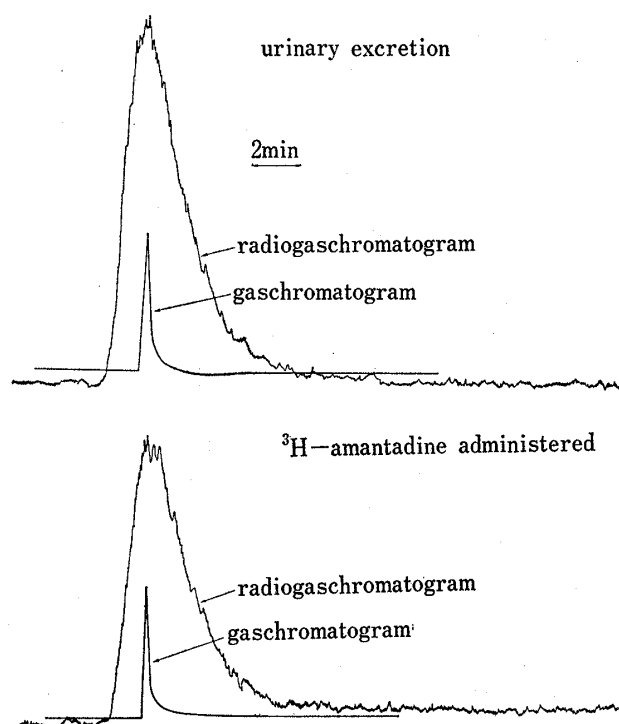 urinary excretion
2min
radiogaschromatogram
gaschromatogram
³H—amantadine administered
radiogaschromatogram
gaschromatogram